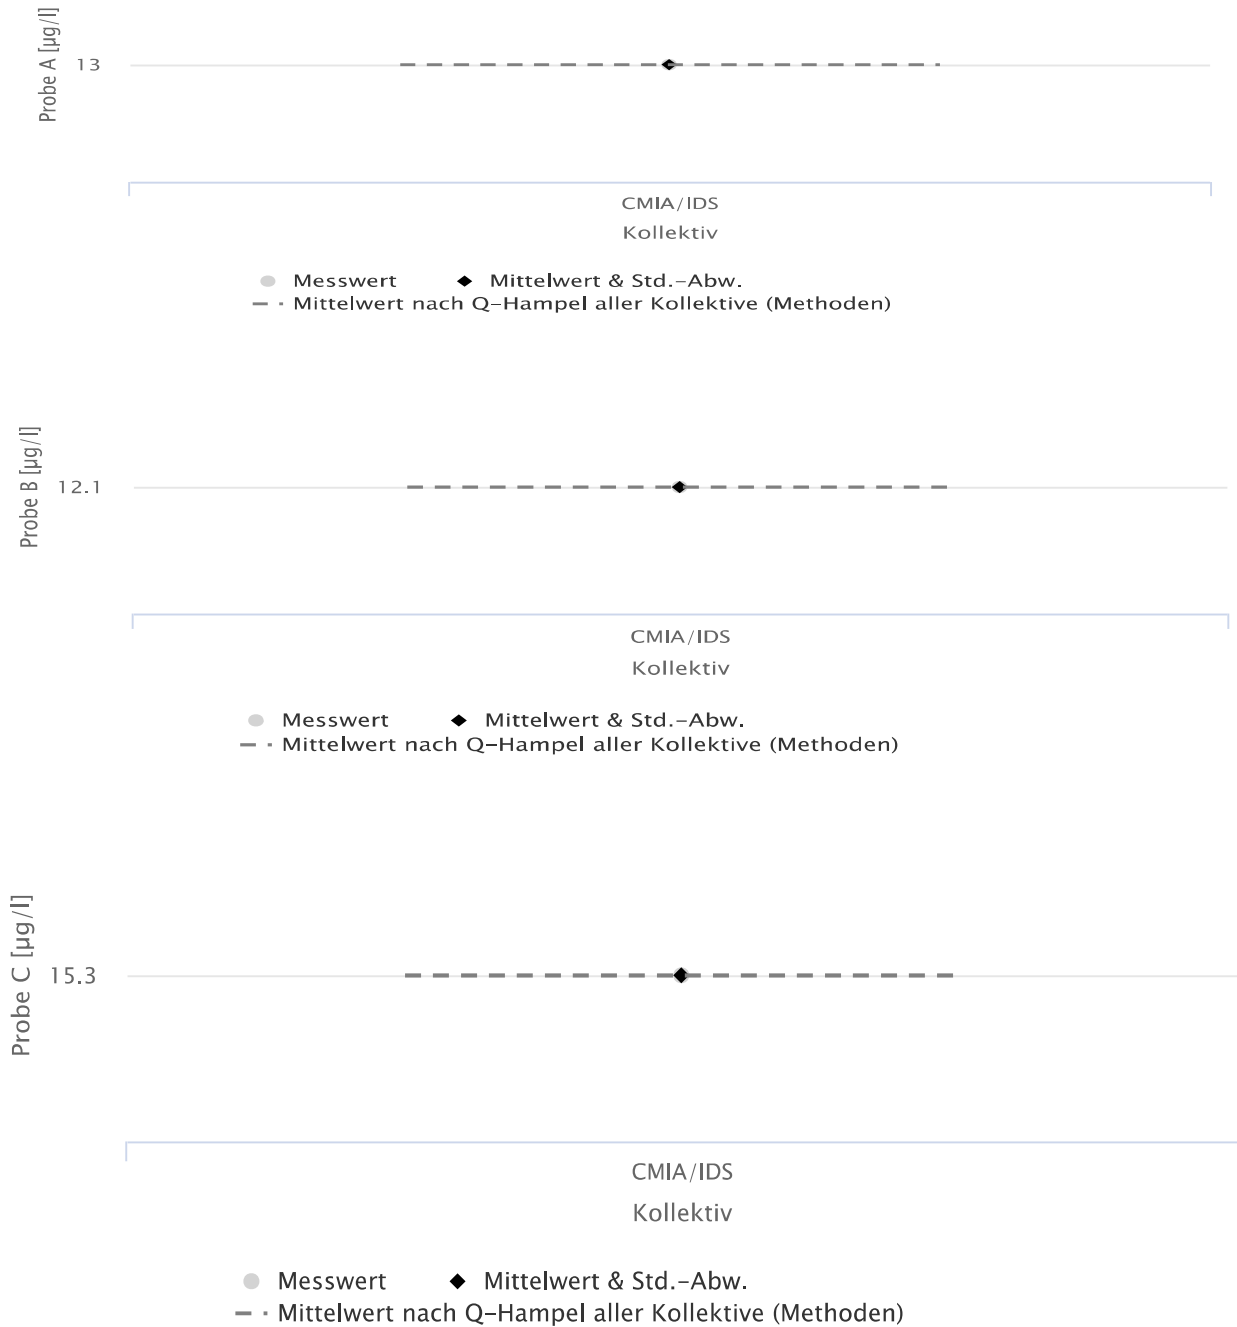 Probe A [µg/l]
13
CMIA/IDS
Kollektiv
Messwert
Mittelwert & Std.-Abw.
Mittelwert nach Q-Hampel aller Kollektive (Methoden)
Probe B [µg/l]
12.1
CMIA/IDS
Kollektiv
Messwert
Mittelwert & Std.-Abw.
Mittelwert nach Q-Hampel aller Kollektive (Methoden)
Probe C [µg/l]
15.3
CMIA/IDS
Kollektiv
Messwert
Mittelwert & Std.-Abw.
Mittelwert nach Q-Hampel aller Kollektive (Methoden)